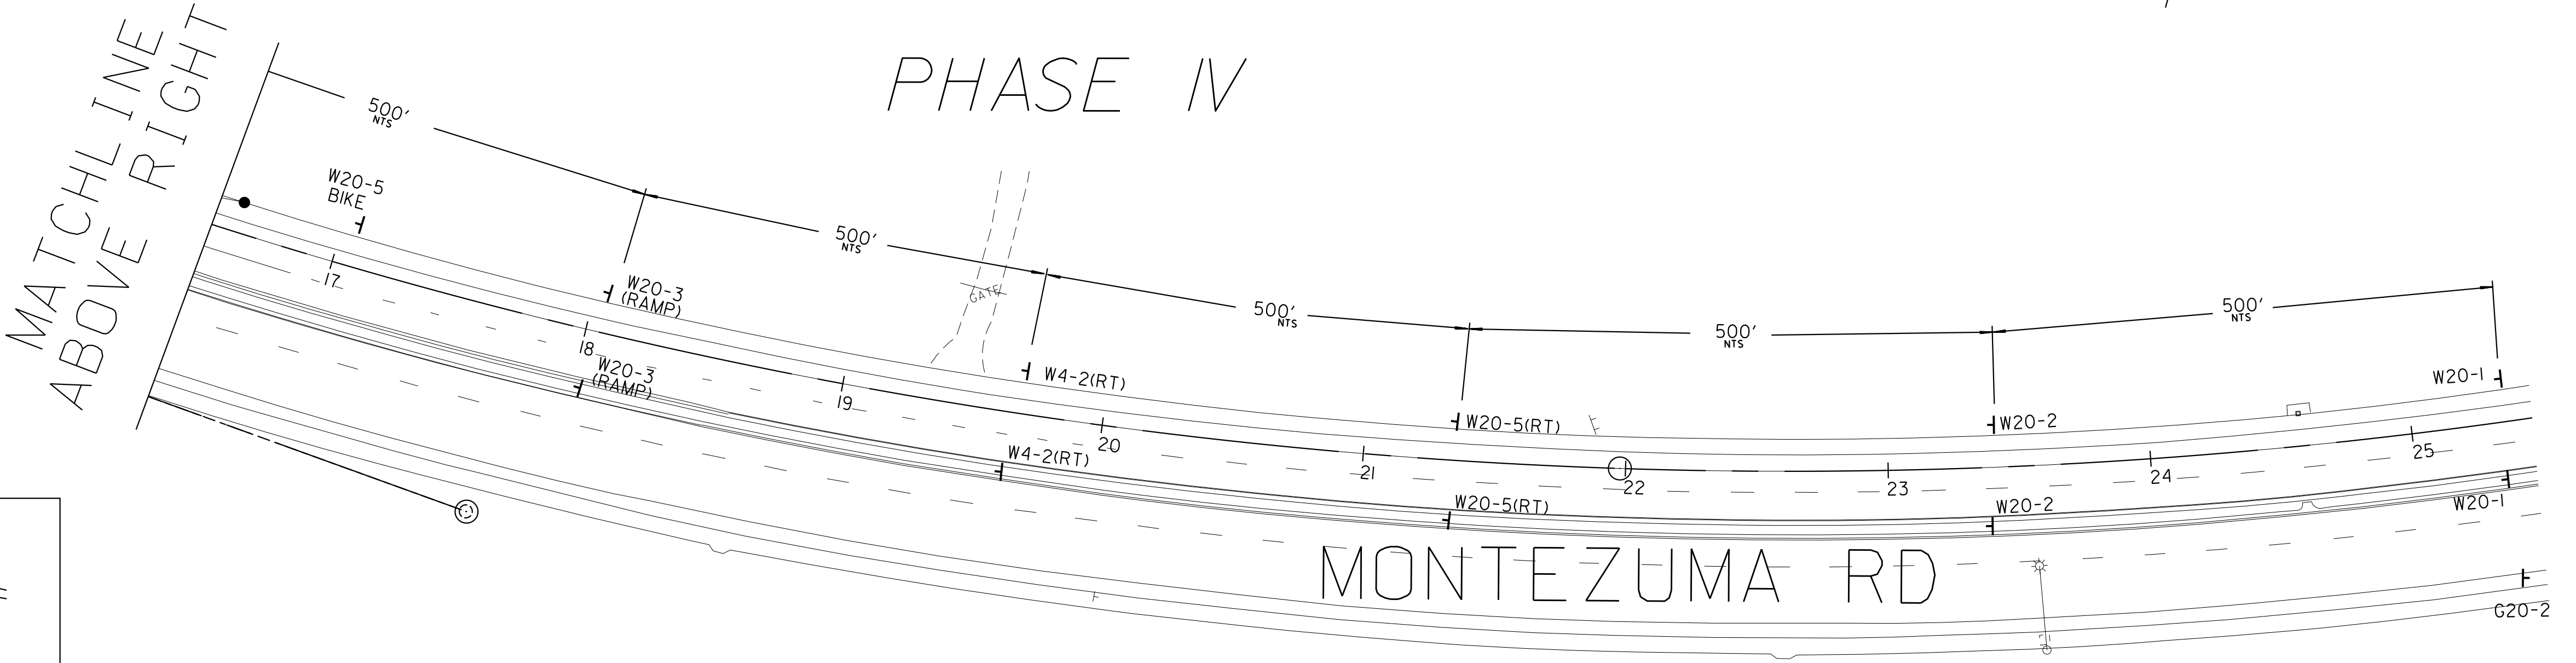 MATCHLINE
ABOVE RIGHT
PHASE IV
500'
NTS
500'
NTS
500'
NTS
500'
NTS
500'
NTS
W20-5
BIKE
W20-3
(RAMP)
GATE
W4-2(RT)
W20-5(RT)
W20-2
W20-1
17
18
19
20
21
22
23
24
25
W20-3
(RAMP)
W4-2(RT)
W20-5(RT)
W20-2
W20-1
MONTEZUMA RD
G20-2